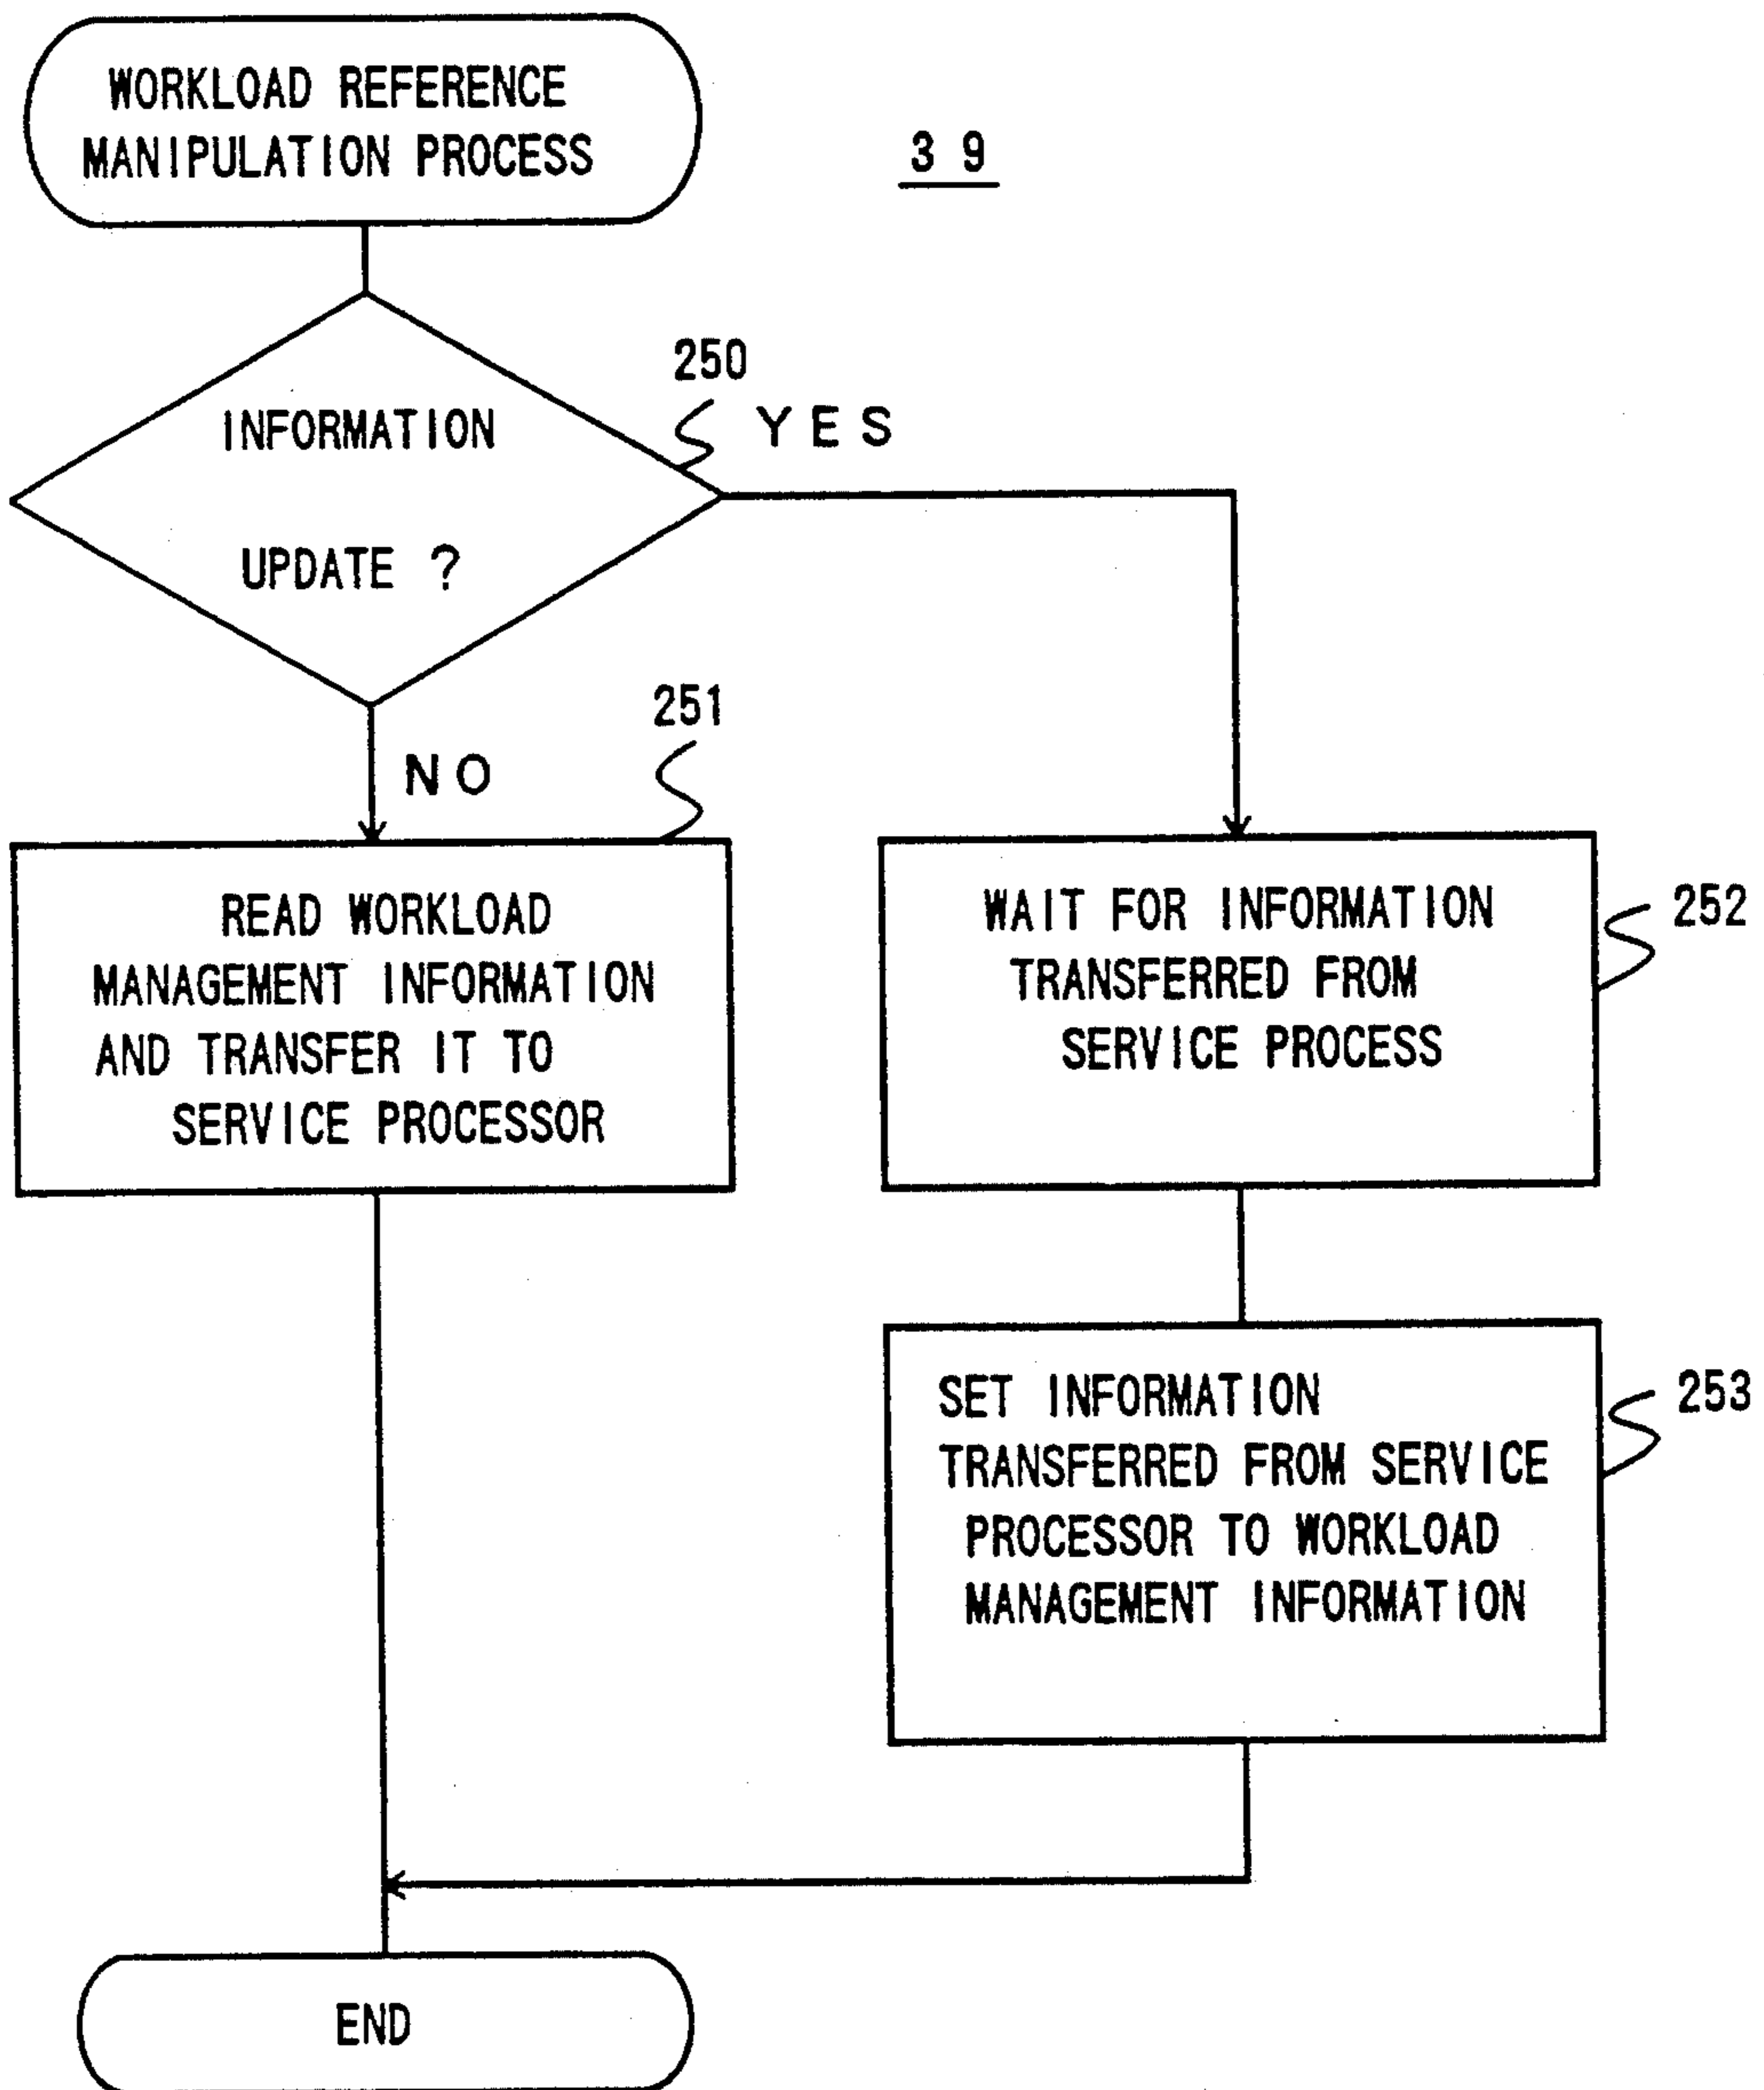 WORKLOAD REFERENCE
MANIPULATION PROCESS
3 9
250
YES
INFORMATION
UPDATE ?
251
NO
READ WORKLOAD
MANAGEMENT INFORMATION
AND TRANSFER IT TO
SERVICE PROCESSOR
WAIT FOR INFORMATION
TRANSFERRED FROM
SERVICE PROCESS
252
SET INFORMATION
TRANSFERRED FROM SERVICE
PROCESSOR TO WORKLOAD
MANAGEMENT INFORMATION
253
END